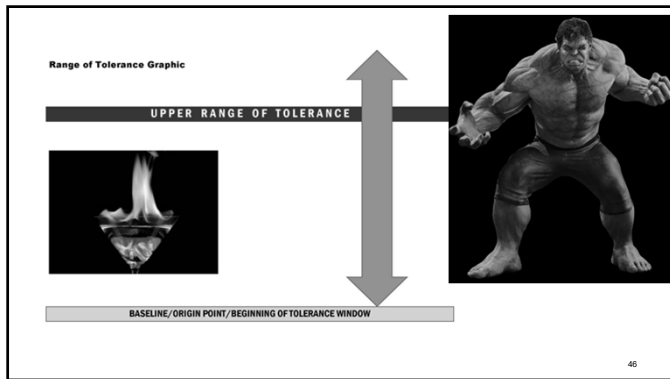 Range of Tolerance Graphic
UPPER RANGE OF TOLERANCE
BASELINE/ORIGIN POINT/BEGINNING OF TOLERANCE WINDOW
46